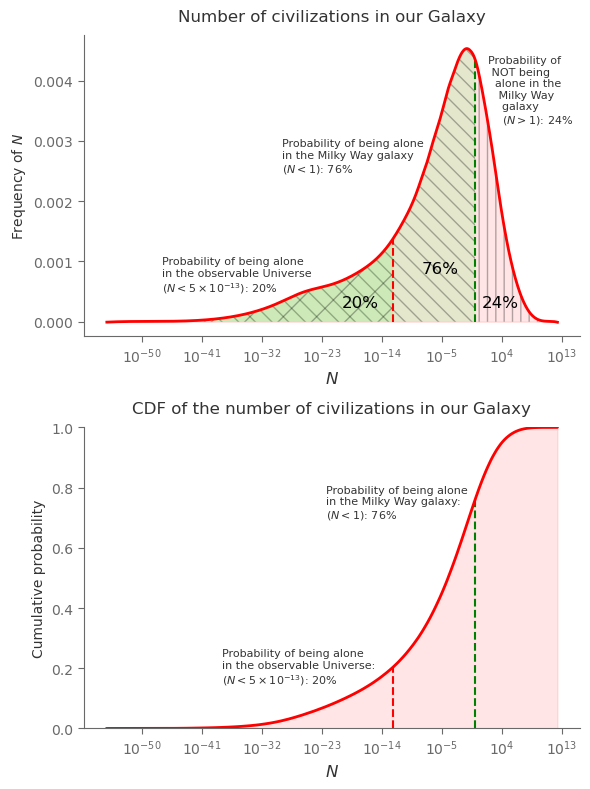 Number of civilizations in our Galaxy
Probability of
NOT being
alone in the
Milky Way
galaxy
(N > 1): 24%
Probability of being alone
in the Milky Way galaxy
(N < 1): 76%
Probability of being alone
in the observable Universe
(N < 5 × 10⁻¹³): 20%
76%
20%
24%
Frequency of N
0.004
0.003
0.002
0.001
0.000
10⁻⁵⁰ 10⁻⁴¹ 10⁻³² 10⁻²³ 10⁻¹⁴ 10⁻⁵ 10⁴ 10¹³
N
CDF of the number of civilizations in our Galaxy
Probability of being alone
in the Milky Way galaxy:
(N < 1): 76%
Probability of being alone
in the observable Universe:
(N < 5 × 10⁻¹³): 20%
Cumulative probability
1.0
0.8
0.6
0.4
0.2
0.0
10⁻⁵⁰ 10⁻⁴¹ 10⁻³² 10⁻²³ 10⁻¹⁴ 10⁻⁵ 10⁴ 10¹³
N